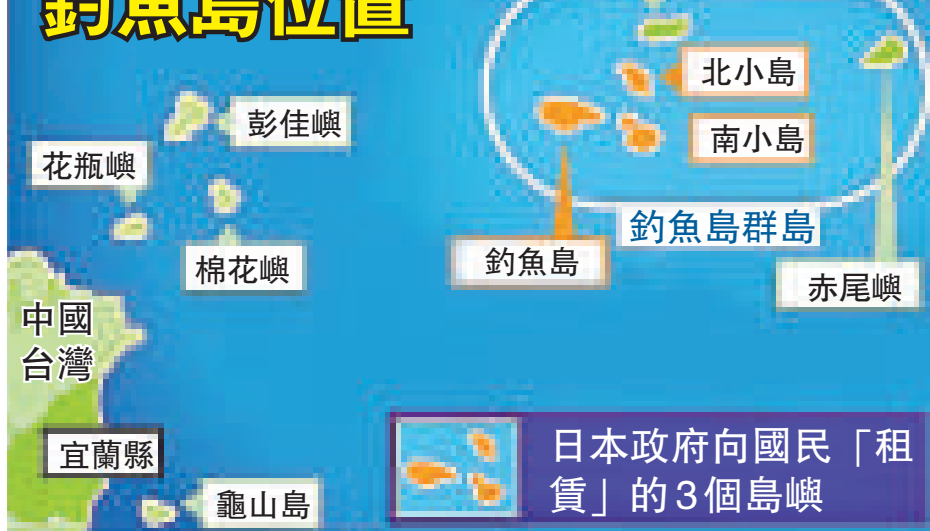 釣魚島位置
北小島
彭佳嶼
南小島
花瓶嶼
釣魚島群島
釣魚島
棉花嶼
赤尾嶼
中國
台灣
宜蘭縣
龜山島
日本政府向國民「租
賃」的3個島嶼